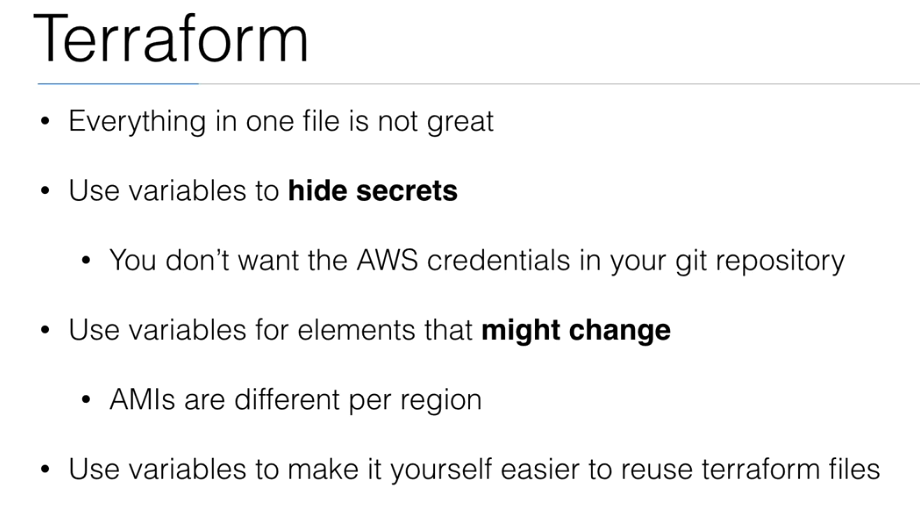 Terraform
• Everything in one file is not great
• Use variables to hide secrets
• You don't want the AWS credentials in your git repository
• Use variables for elements that might change
• AMIs are different per region
• Use variables to make it yourself easier to reuse terraform files